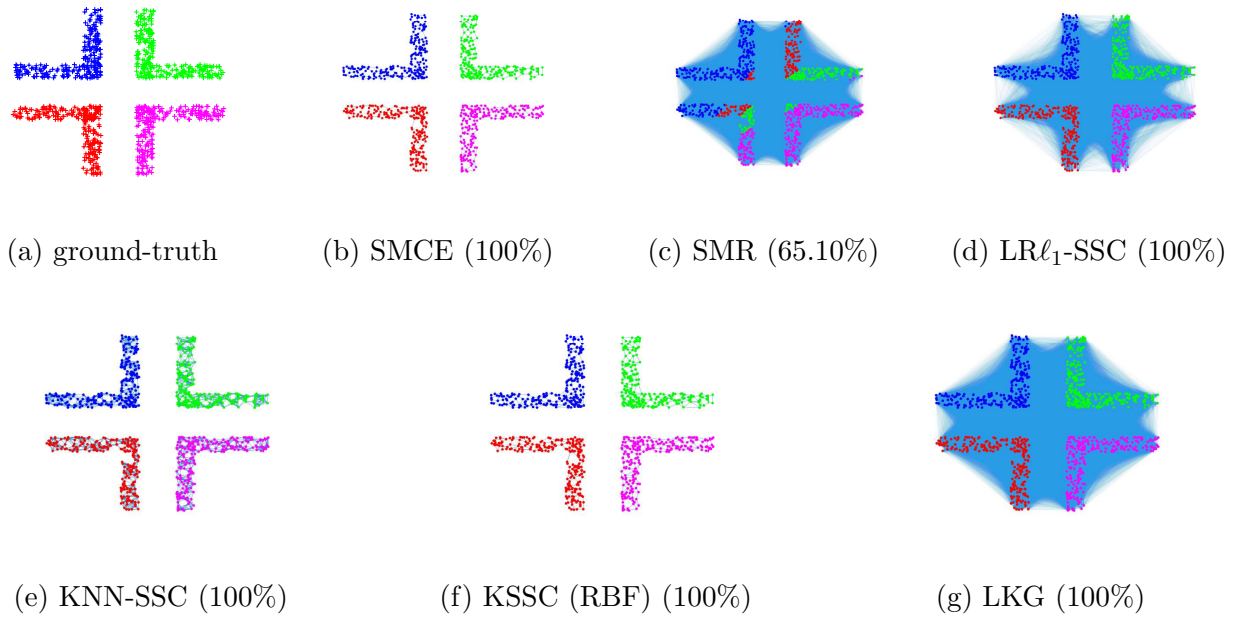 (a) ground-truth
(b) SMCE (100%)
(c) SMR (65.10%)
(d) LRℓ₁-SSC (100%)
(e) KNN-SSC (100%)
(f) KSSC (RBF) (100%)
(g) LKG (100%)